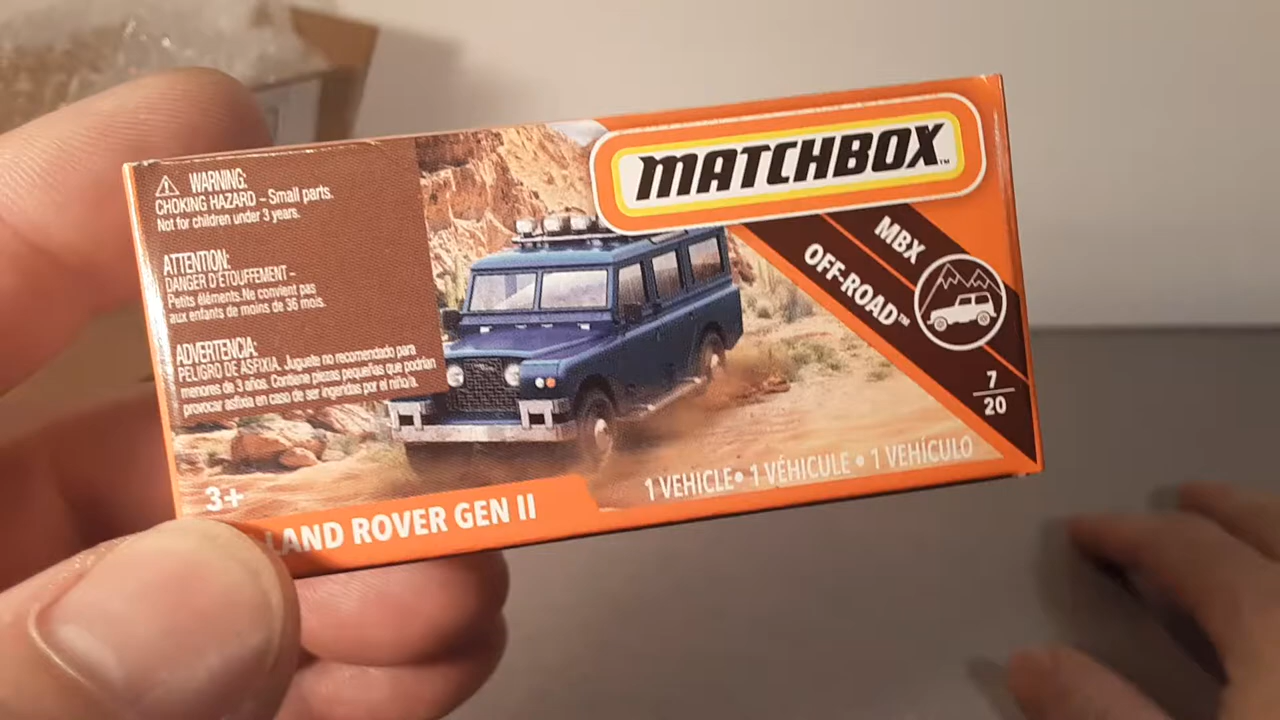 WARNING:
CHOKING HAZARD – Small parts.
Not for children under 3 years.
ATTENTION:
DANGER D'ÉTOUFFEMENT –
Petits éléments. Ne convient pas
aux enfants de moins de 36 mois.
ADVERTENCIA:
PELIGRO DE ASFIXIA. Juguete no recomendado para
menores de 3 años. Contiene piezas pequeñas que podrían
provocar asfixia en caso de ser ingeridas por el niño/a.
MATCHBOX™
MBX
OFF-ROAD™
7
20
3+
LAND ROVER GEN II
1 VEHICLE • 1 VÉHICULE • 1 VEHÍCULO